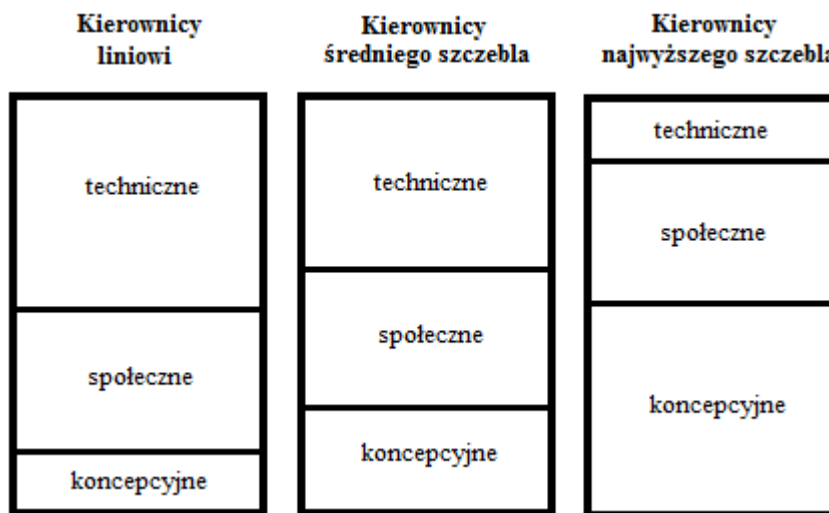 Kierownicy
liniowi
techniczne
społeczne
koncepcyjne
Kierownicy
średniego szczebla
techniczne
społeczne
koncepcyjne
Kierownicy
najwyższego szczebla
techniczne
społeczne
koncepcyjne